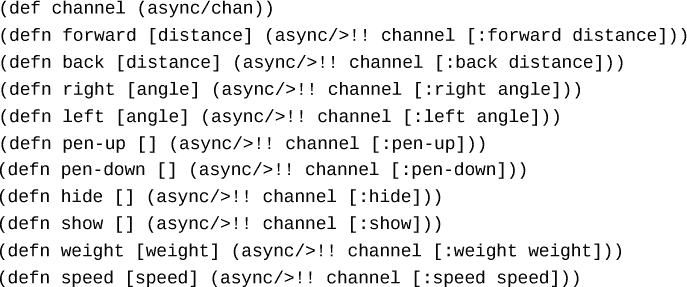 (def channel (async/chan))
(defn forward [distance] (async/>!! channel [:forward distance]))
(defn back [distance] (async/>!! channel [:back distance]))
(defn right [angle] (async/>!! channel [:right angle]))
(defn left [angle] (async/>!! channel [:left angle]))
(defn pen-up [] (async/>!! channel [:pen-up]))
(defn pen-down [] (async/>!! channel [:pen-down]))
(defn hide [] (async/>!! channel [:hide]))
(defn show [] (async/>!! channel [:show]))
(defn weight [weight] (async/>!! channel [:weight weight]))
(defn speed [speed] (async/>!! channel [:speed speed]))